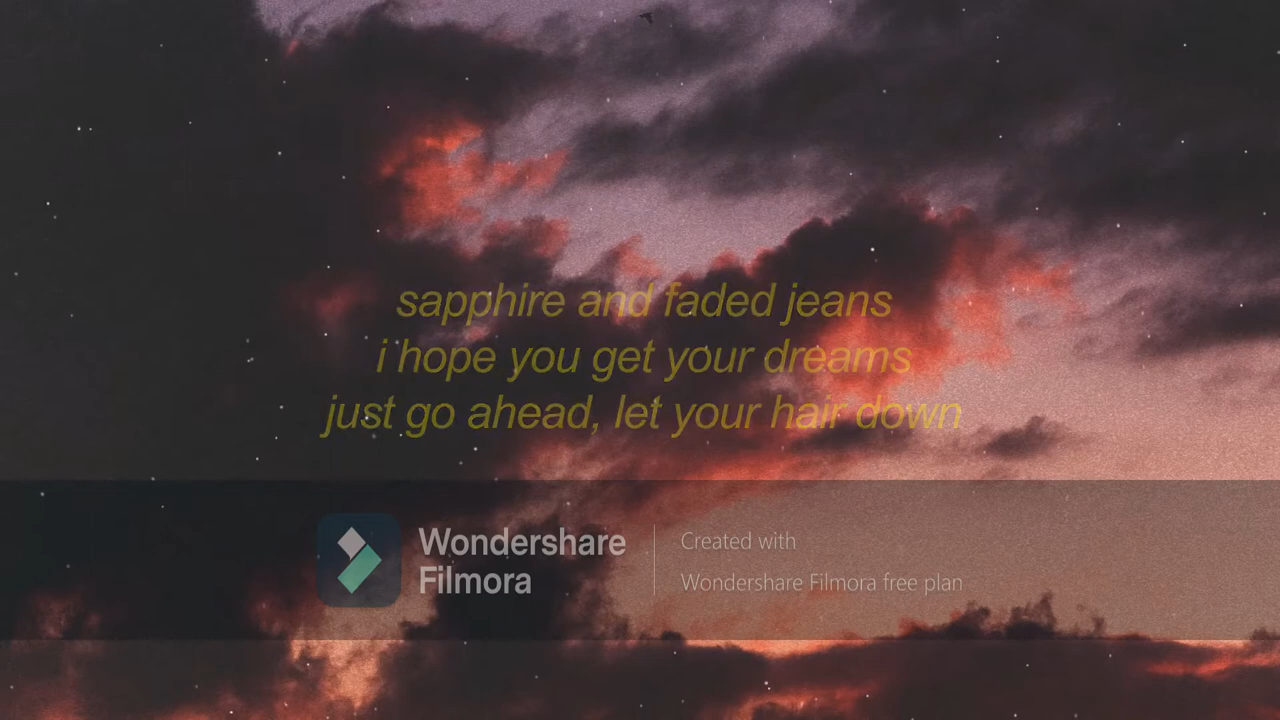 sapphire and faded jeans
i hope you get your dreams
just go ahead, let your hair down
Wondershare
Filmora
Created with
Wondershare Filmora free plan